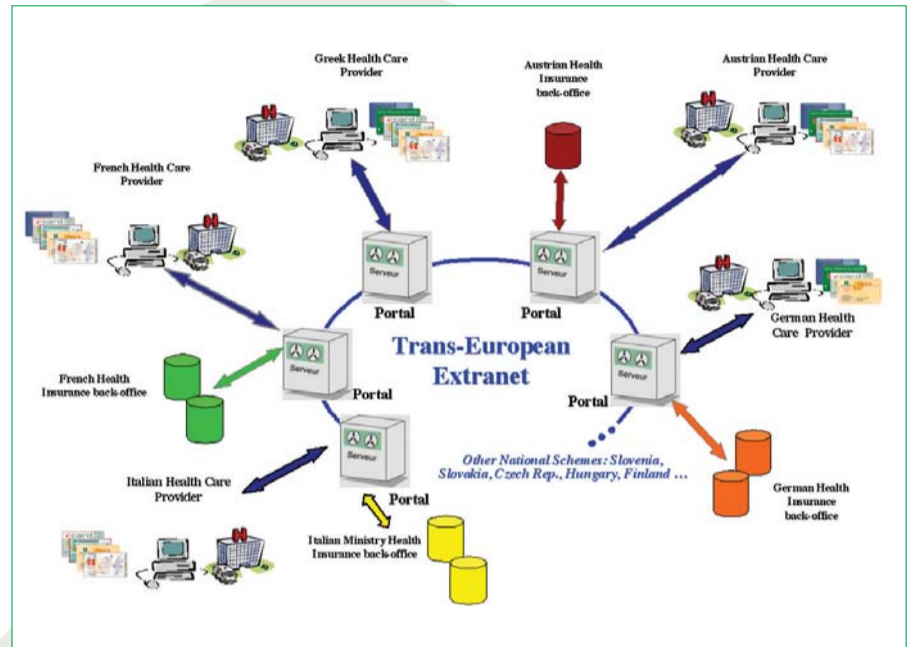 Greek Health Care
Provider
Austrian Health
Insurance
back-office
Austrian Health Care
Provider
French Health Care
Provider
H
H
H
H
Serveur
Portal
Serveur
Portal
German Health
Care Provider
Trans-European
Extranet
Serveur
Portal
Serveur
Portal
French Health
Insurance back-office
Serveur
Portal
Other National Schemes: Slovenia,
Slovakia, Czech Rep., Hungary, Finland ...
Italian Health Care
Provider
German Health
Insurance
back-office
H
Italian Ministry Health
Insurance back-office